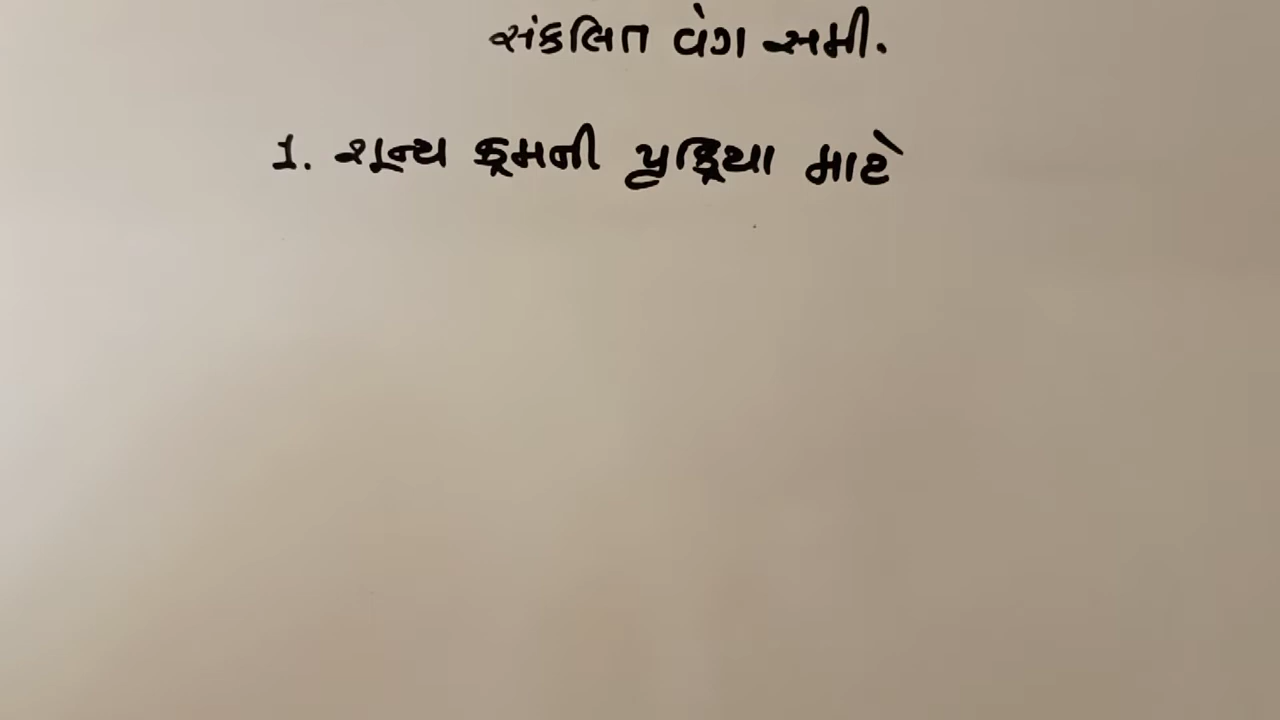 સંકલિત વેગ સમી.
1. શૂન્ય ક્રમની પ્રક્રિયા માટે